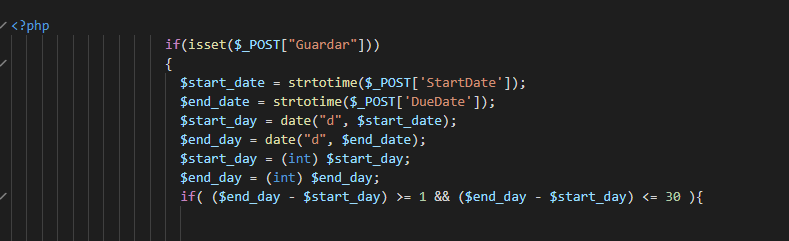 <?php
if(isset($_POST["Guardar"]))
{
$start_date = strtotime($_POST['StartDate']);
$end_date = strtotime($_POST['DueDate']);
$start_day = date("d", $start_date);
$end_day = date("d", $end_date);
$start_day = (int) $start_day;
$end_day = (int) $end_day;
if( ($end_day - $start_day) >= 1 && ($end_day - $start_day) <= 30 ){